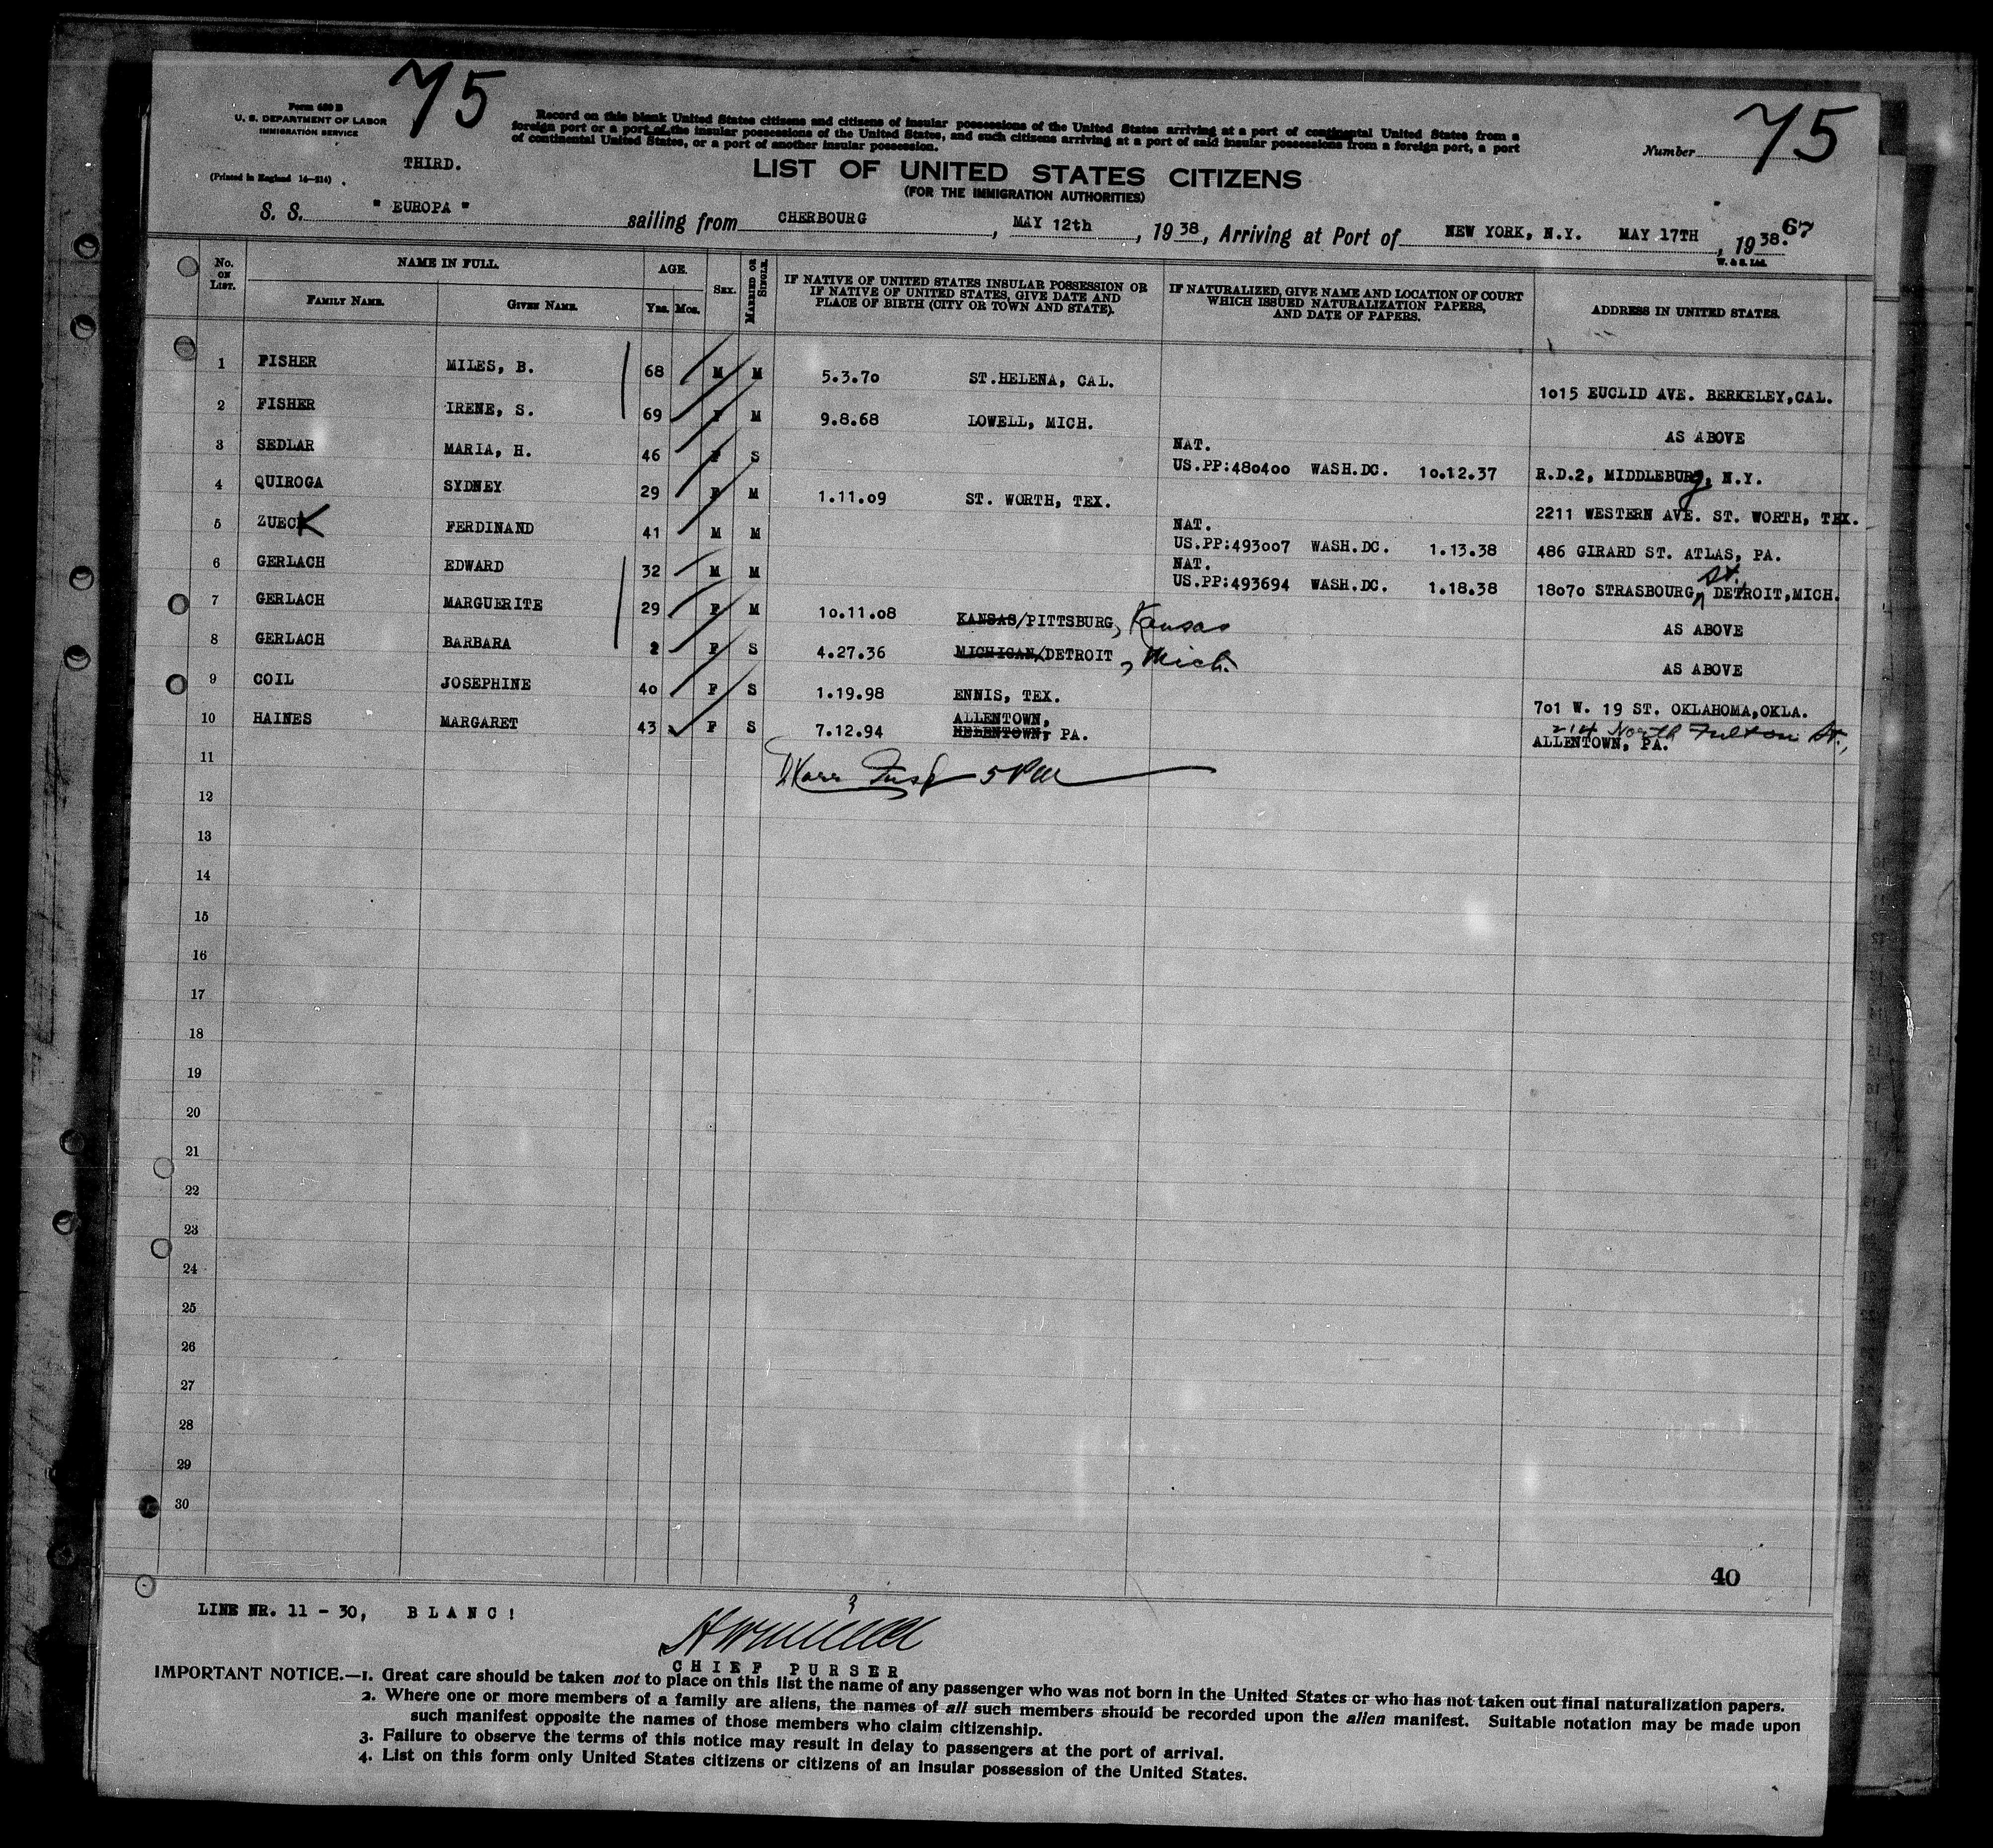 75
75
Form 630 B
U. S. DEPARTMENT OF LABOR
IMMIGRATION SERVICE
Record on this blank United States citizens and citizens of insular possessions of the United States arriving at a port of continental United States from a
foreign port or a port of the insular possessions of the United States, and such citizens arriving at a port of said insular possessions from a foreign port, a port
of continental United States, or a port of another insular possession.
Number
(Printed in England 14—214)
THIRD.
LIST OF UNITED STATES CITIZENS
(FOR THE IMMIGRATION AUTHORITIES)
S. S. " EUROPA " sailing from CHERBOURG, MAY 12th, 1938, Arriving at Port of NEW YORK, N.Y. MAY 17TH, 1938. 67
W. & S. Ltd.
No. ON LIST. NAME IN FULL. FAMILY NAME. GIVEN NAME. AGE. Yrs. Mos. SEX. MARRIED OR SINGLE. IF NATIVE OF UNITED STATES INSULAR POSSESSION OR IF NATIVE OF UNITED STATES, GIVE DATE AND PLACE OF BIRTH (CITY OR TOWN AND STATE). IF NATURALIZED, GIVE NAME AND LOCATION OF COURT WHICH ISSUED NATURALIZATION PAPERS, AND DATE OF PAPERS. ADDRESS IN UNITED STATES.
1 FISHER MILES, B. 68 M M 5.3.70 ST.HELENA, CAL. 1015 EUCLID AVE. BERKELEY,CAL.
2 FISHER IRENE, S. 69 F M 9.8.68 LOWELL, MICH. AS ABOVE
3 SEDLAR MARIA, H. 46 F S NAT. US.PP:480400 WASH.DC. 10.12.37 R.D.2, MIDDLEBURg, N.Y.
4 QUIROGA SYDNEY 29 F M 1.11.09 ST. WORTH, TEX. 2211 WESTERN AVE. ST. WORTH, TEX.
5 ZUECK FERDINAND 41 M M NAT. US.PP:493007 WASH.DC. 1.13.38 486 GIRARD ST. ATLAS, PA.
6 GERLACH EDWARD 32 M M NAT. US.PP:493694 WASH.DC. 1.18.38 18070 STRASBOURG, St. DETROIT,MICH.
7 GERLACH MARGUERITE 29 F M 10.11.08 KANSAS/PITTSBURG, Kansas AS ABOVE
8 GERLACH BARBARA 2 F S 4.27.36 MICHIGAN/DETROIT, Mich. AS ABOVE
9 COIL JOSEPHINE 40 F S 1.19.98 ENNIS, TEX. 701 W. 19 ST. OKLAHOMA,OKLA.
10 HAINES MARGARET 43 F S 7.12.94 ALLENTOWN, HELENTOWN, PA. 214 North Fulton St., ALLENTOWN, PA.
11
5 PM
12
13
14
15
16
17
18
19
20
21
22
23
24
25
26
27
28
29
30
40
LINE NR. 11 - 30, BLANC!
CHIEF PURSER
IMPORTANT NOTICE.—1. Great care should be taken not to place on this list the name of any passenger who was not born in the United States or who has not taken out final naturalization papers.
2. Where one or more members of a family are aliens, the names of all such members should be recorded upon the alien manifest. Suitable notation may be made upon
such manifest opposite the names of those members who claim citizenship.
3. Failure to observe the terms of this notice may result in delay to passengers at the port of arrival.
4. List on this form only United States citizens or citizens of an insular possession of the United States.